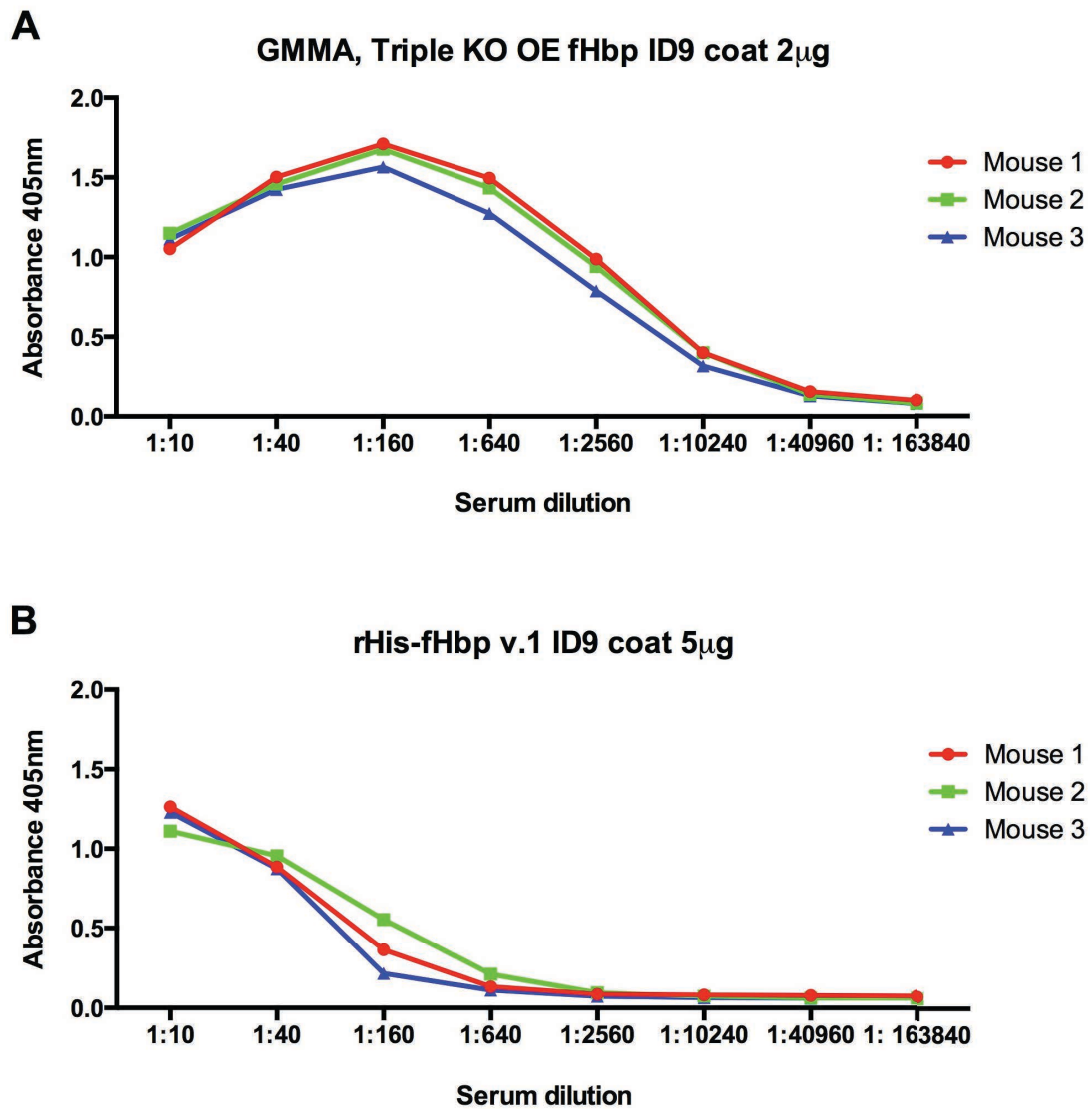 A
GMMA, Triple KO OE fHbp ID9 coat 2μg
2.0
1.5
1.0
0.5
0.0
Absorbance 405nm
1:10 1:40 1:160 1:640 1:2560 1:10240 1:40960 1: 163840
Serum dilution
Mouse 1
Mouse 2
Mouse 3
B
rHis-fHbp v.1 ID9 coat 5μg
2.0
1.5
1.0
0.5
0.0
Absorbance 405nm
1:10 1:40 1:160 1:640 1:2560 1:10240 1:40960 1: 163840
Serum dilution
Mouse 1
Mouse 2
Mouse 3